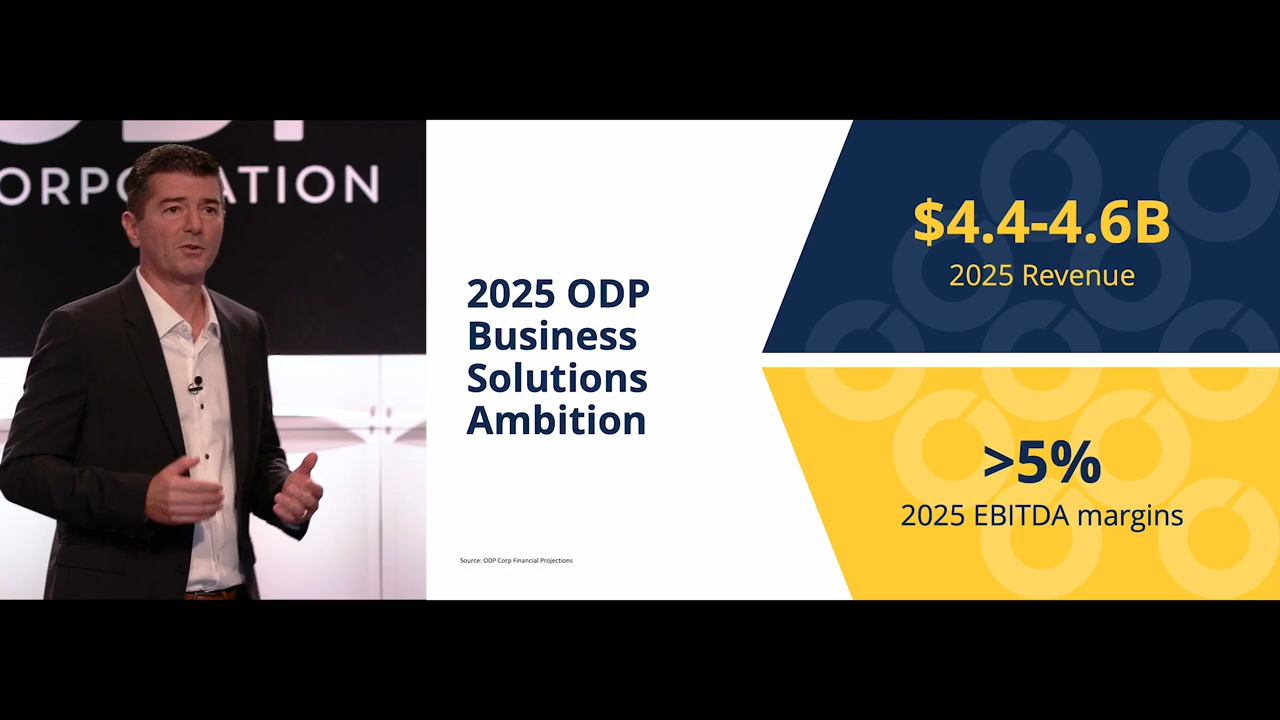 ORPORATION
2025 ODP
Business
Solutions
Ambition
Source: ODP Corp Financial Projections
$4.4-4.6B
2025 Revenue
>5%
2025 EBITDA margins